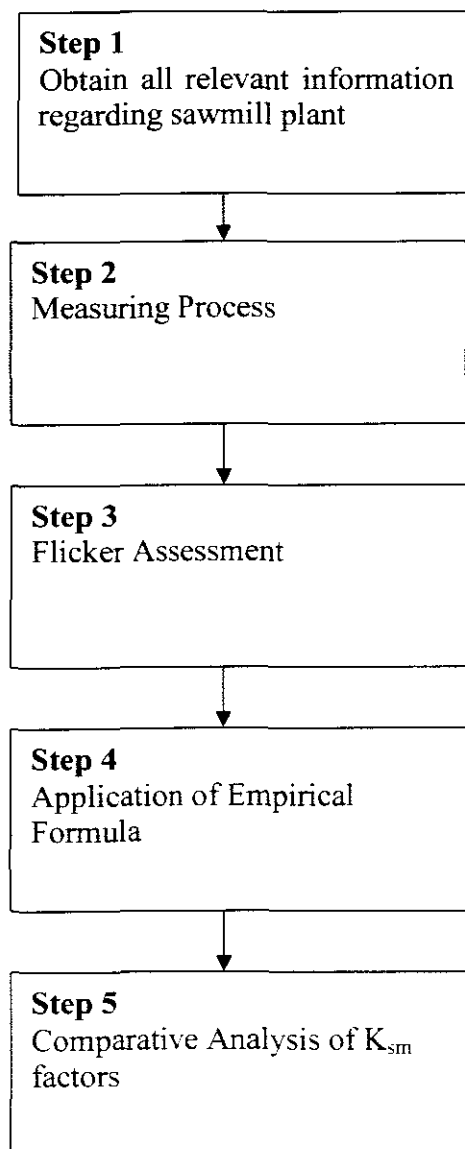 Step 1
Obtain all relevant information
regarding sawmill plant
Step 2
Measuring Process
Step 3
Flicker Assessment
Step 4
Application of Empirical
Formula
Step 5
Comparative Analysis of Ksm
factors